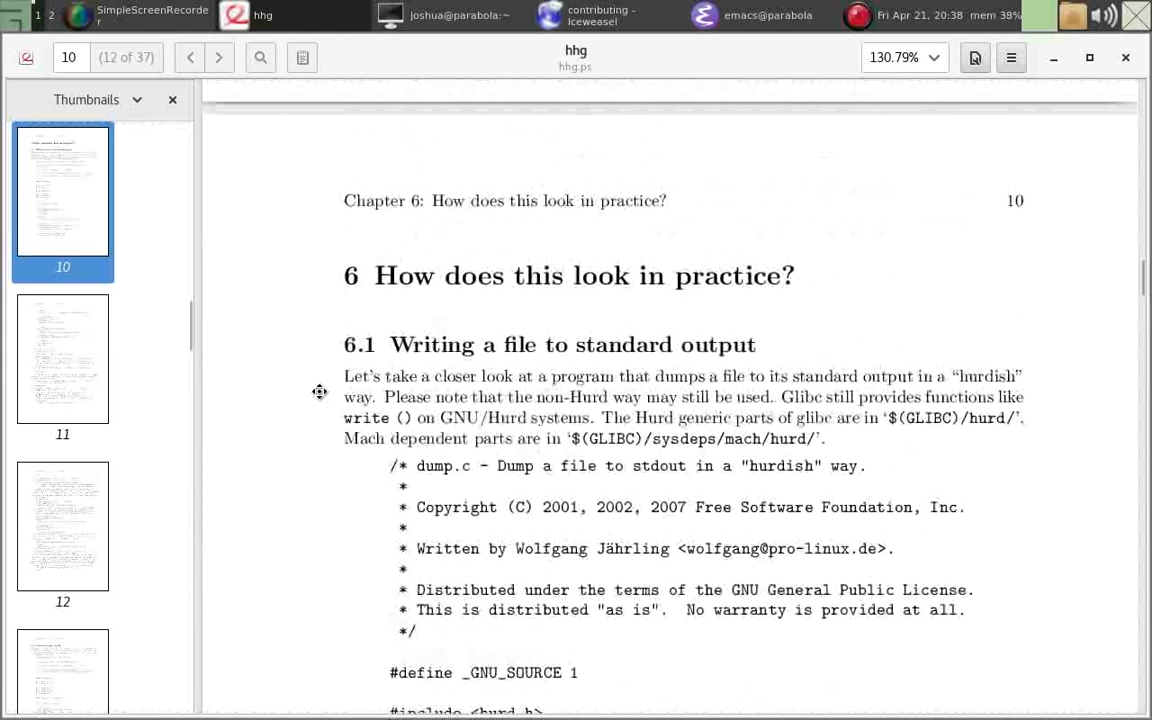 1 2 SimpleScreenRecorde
r
hhg
joshua@parabola:~
contributing -
Iceweasel
emacs@parabola
Fri Apr 21, 20:38 mem 38%
10 (12 of 37)
hhg
hhg.ps
130.79%
Thumbnails
10
11
12
Chapter 6: How does this look in practice? 10
6 How does this look in practice?
6.1 Writing a file to standard output
Let's take a closer look at a program that dumps a file to its standard output in a “hurdish”
way. Please note that the non-Hurd way may still be used. Glibc still provides functions like
write () on GNU/Hurd systems. The Hurd generic parts of glibc are in ‘$(GLIBC)/hurd/’.
Mach dependent parts are in ‘$(GLIBC)/sysdeps/mach/hurd/’.
/* dump.c - Dump a file to stdout in a "hurdish" way.
*
* Copyright (C) 2001, 2002, 2007 Free Software Foundation, Inc.
*
* Written by Wolfgang Jährling <wolfgang@pro-linux.de>.
*
* Distributed under the terms of the GNU General Public License.
* This is distributed "as is". No warranty is provided at all.
*/
#define _GNU_SOURCE 1
#include <hurd.h>